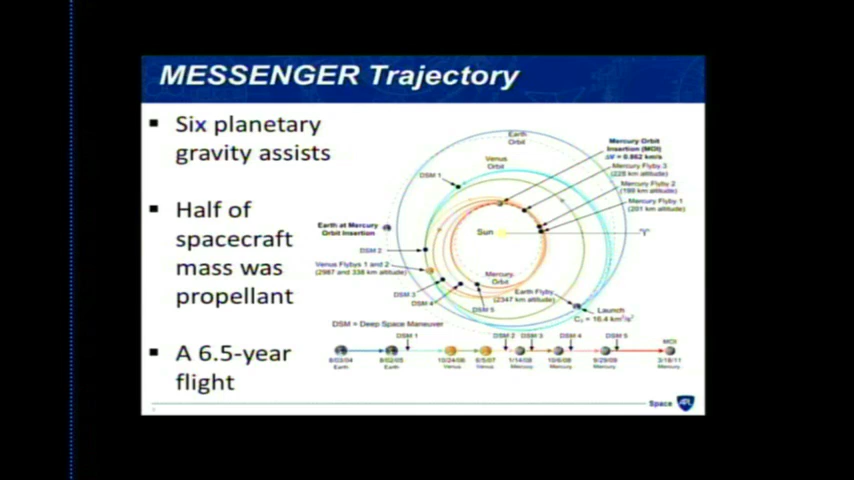 MESSENGER Trajectory
Six planetary
gravity assists
Half of
spacecraft
mass was
propellant
A 6.5-year
flight
Earth
Orbit
Venus
Orbit
DSM 1
Mercury Orbit
Insertion (MOI)
ΔV = 0.862 km/s
Mercury Flyby 3
(228 km altitude)
Mercury Flyby 2
(199 km altitude)
Mercury Flyby 1
(201 km altitude)
Earth at Mercury
Orbit Insertion
Sun
DSM 2
Venus Flybys 1 and 2
(2987 and 338 km altitude)
Mercury
Orbit
DSM 3
DSM 4
DSM 5
Earth Flyby
(2347 km altitude)
Launch
C₃ = 16.4 km²/s²
DSM = Deep Space Maneuver
DSM 1 DSM 2 DSM 3 DSM 4 DSM 5 MOI
8/03/04 8/02/05 10/24/06 6/5/07 1/14/08 10/6/08 9/29/09 3/18/11
Earth Earth Venus Venus Mercury Mercury Mercury Mercury
Space APL